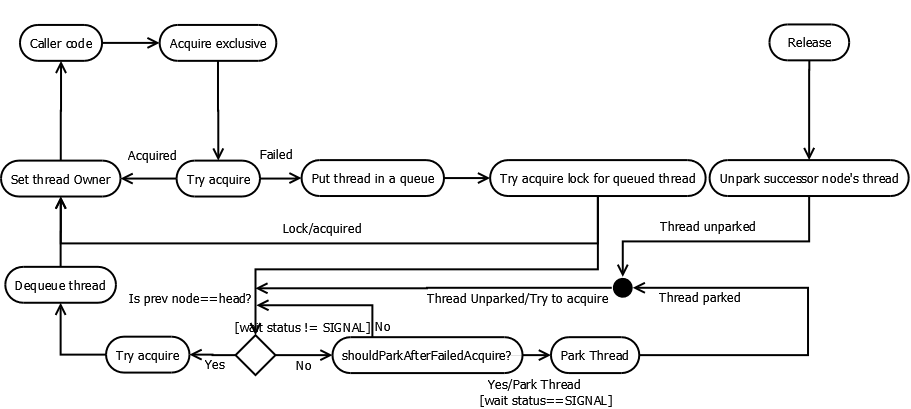 Caller code
Acquire exclusive
Release
Acquired
Failed
Set thread Owner
Try acquire
Put thread in a queue
Try acquire lock for queued thread
Unpark successor node's thread
Lock/acquired
Thread unparked
Dequeue thread
Is prev node==head?
Thread Unparked/Try to acquire
Thread parked
[wait status != SIGNAL]
No
Try acquire
Yes
No
shouldParkAfterFailedAcquire?
Park Thread
Yes/Park Thread
[wait status==SIGNAL]